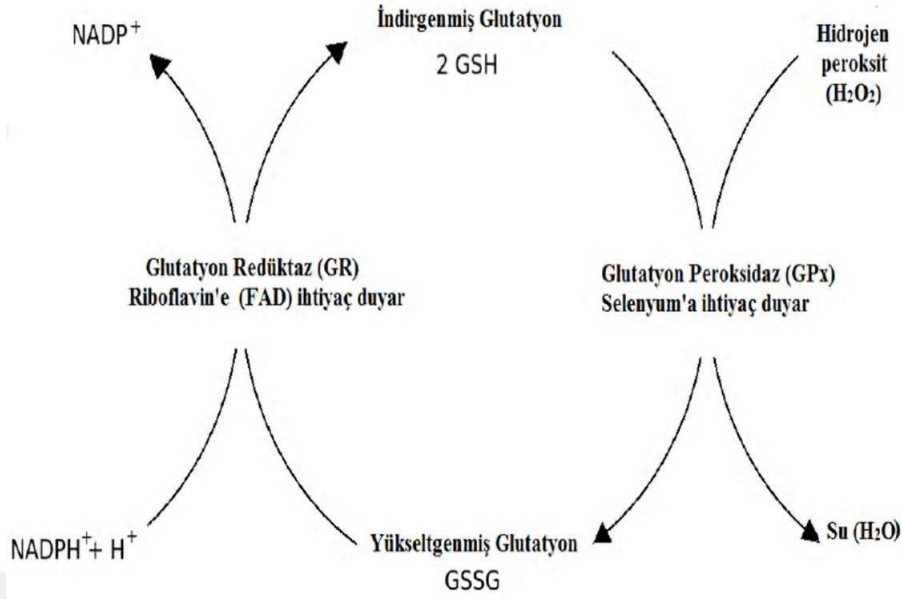 NADP+
İndirgenmiş Glutatyon
2 GSH
Hidrojen
peroksit
(H2O2)
Glutatyon Redüktaz (GR)
Riboflavin'e (FAD) ihtiyaç duyar
Glutatyon Peroksidaz (GPx)
Selenyum'a ihtiyaç duyar
NADPH++ H+
Yükseltgenmiş Glutatyon
GSSG
Su (H2O)